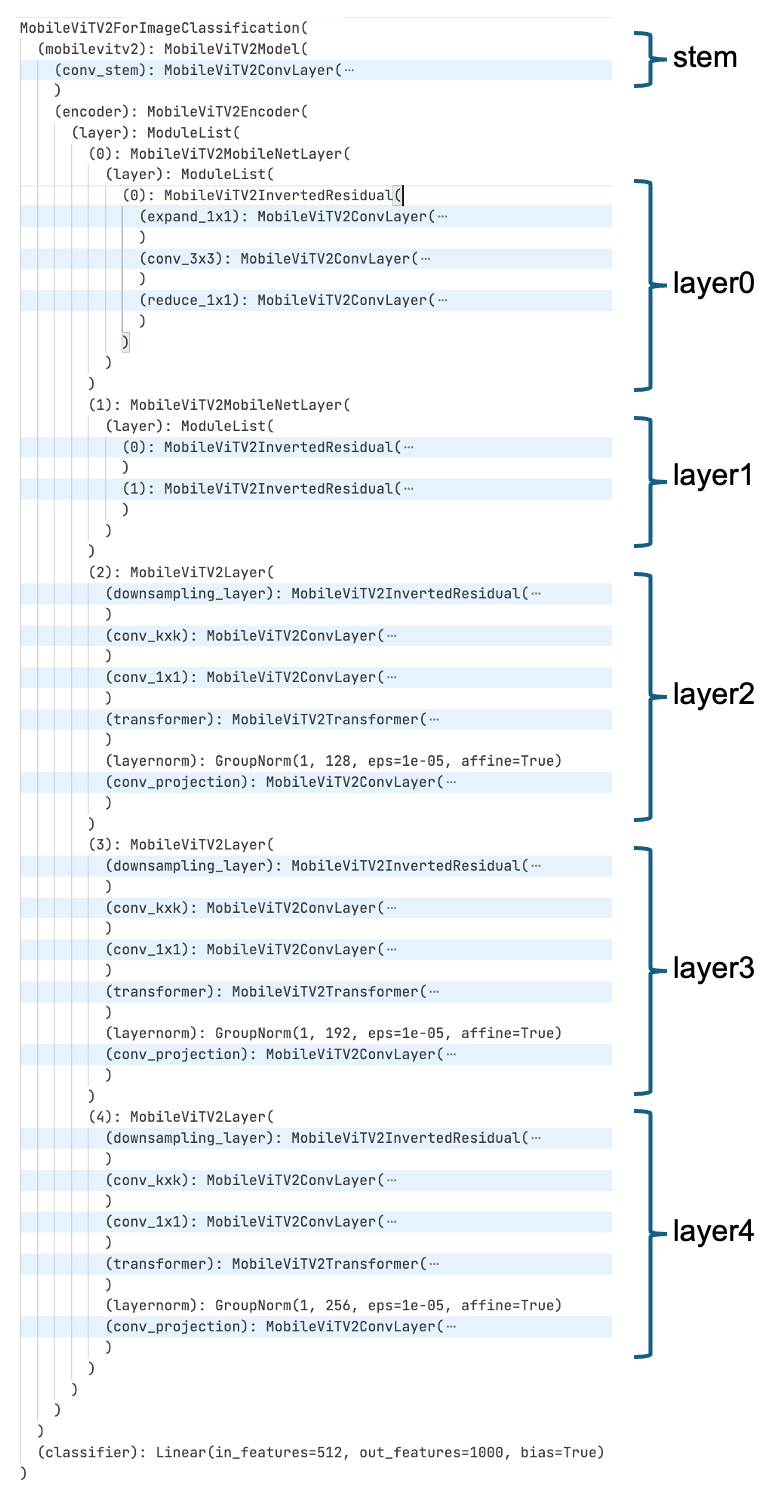 MobileViTV2ForImageClassification(
(mobilevitv2): MobileViTV2Model(
stem
(conv_stem): MobileViTV2ConvLayer(⋯
)
(encoder): MobileViTV2Encoder(
(layer): ModuleList(
(0): MobileViTV2MobileNetLayer(
(layer): ModuleList(
(0): MobileViTV2InvertedResidual(
(expand_1x1): MobileViTV2ConvLayer(⋯
)
(conv_3x3): MobileViTV2ConvLayer(⋯
)
layer0
(reduce_1x1): MobileViTV2ConvLayer(⋯
)
)
)
)
(1): MobileViTV2MobileNetLayer(
(layer): ModuleList(
(0): MobileViTV2InvertedResidual(⋯
)
layer1
(1): MobileViTV2InvertedResidual(⋯
)
)
)
(2): MobileViTV2Layer(
(downsampling_layer): MobileViTV2InvertedResidual(⋯
)
(conv_kxk): MobileViTV2ConvLayer(⋯
)
(conv_1x1): MobileViTV2ConvLayer(⋯
)
layer2
(transformer): MobileViTV2Transformer(⋯
)
(layernorm): GroupNorm(1, 128, eps=1e-05, affine=True)
(conv_projection): MobileViTV2ConvLayer(⋯
)
)
(3): MobileViTV2Layer(
(downsampling_layer): MobileViTV2InvertedResidual(⋯
)
(conv_kxk): MobileViTV2ConvLayer(⋯
)
(conv_1x1): MobileViTV2ConvLayer(⋯
)
layer3
(transformer): MobileViTV2Transformer(⋯
)
(layernorm): GroupNorm(1, 192, eps=1e-05, affine=True)
(conv_projection): MobileViTV2ConvLayer(⋯
)
)
(4): MobileViTV2Layer(
(downsampling_layer): MobileViTV2InvertedResidual(⋯
)
(conv_kxk): MobileViTV2ConvLayer(⋯
)
(conv_1x1): MobileViTV2ConvLayer(⋯
)
layer4
(transformer): MobileViTV2Transformer(⋯
)
(layernorm): GroupNorm(1, 256, eps=1e-05, affine=True)
(conv_projection): MobileViTV2ConvLayer(⋯
)
)
)
)
)
(classifier): Linear(in_features=512, out_features=1000, bias=True)
)